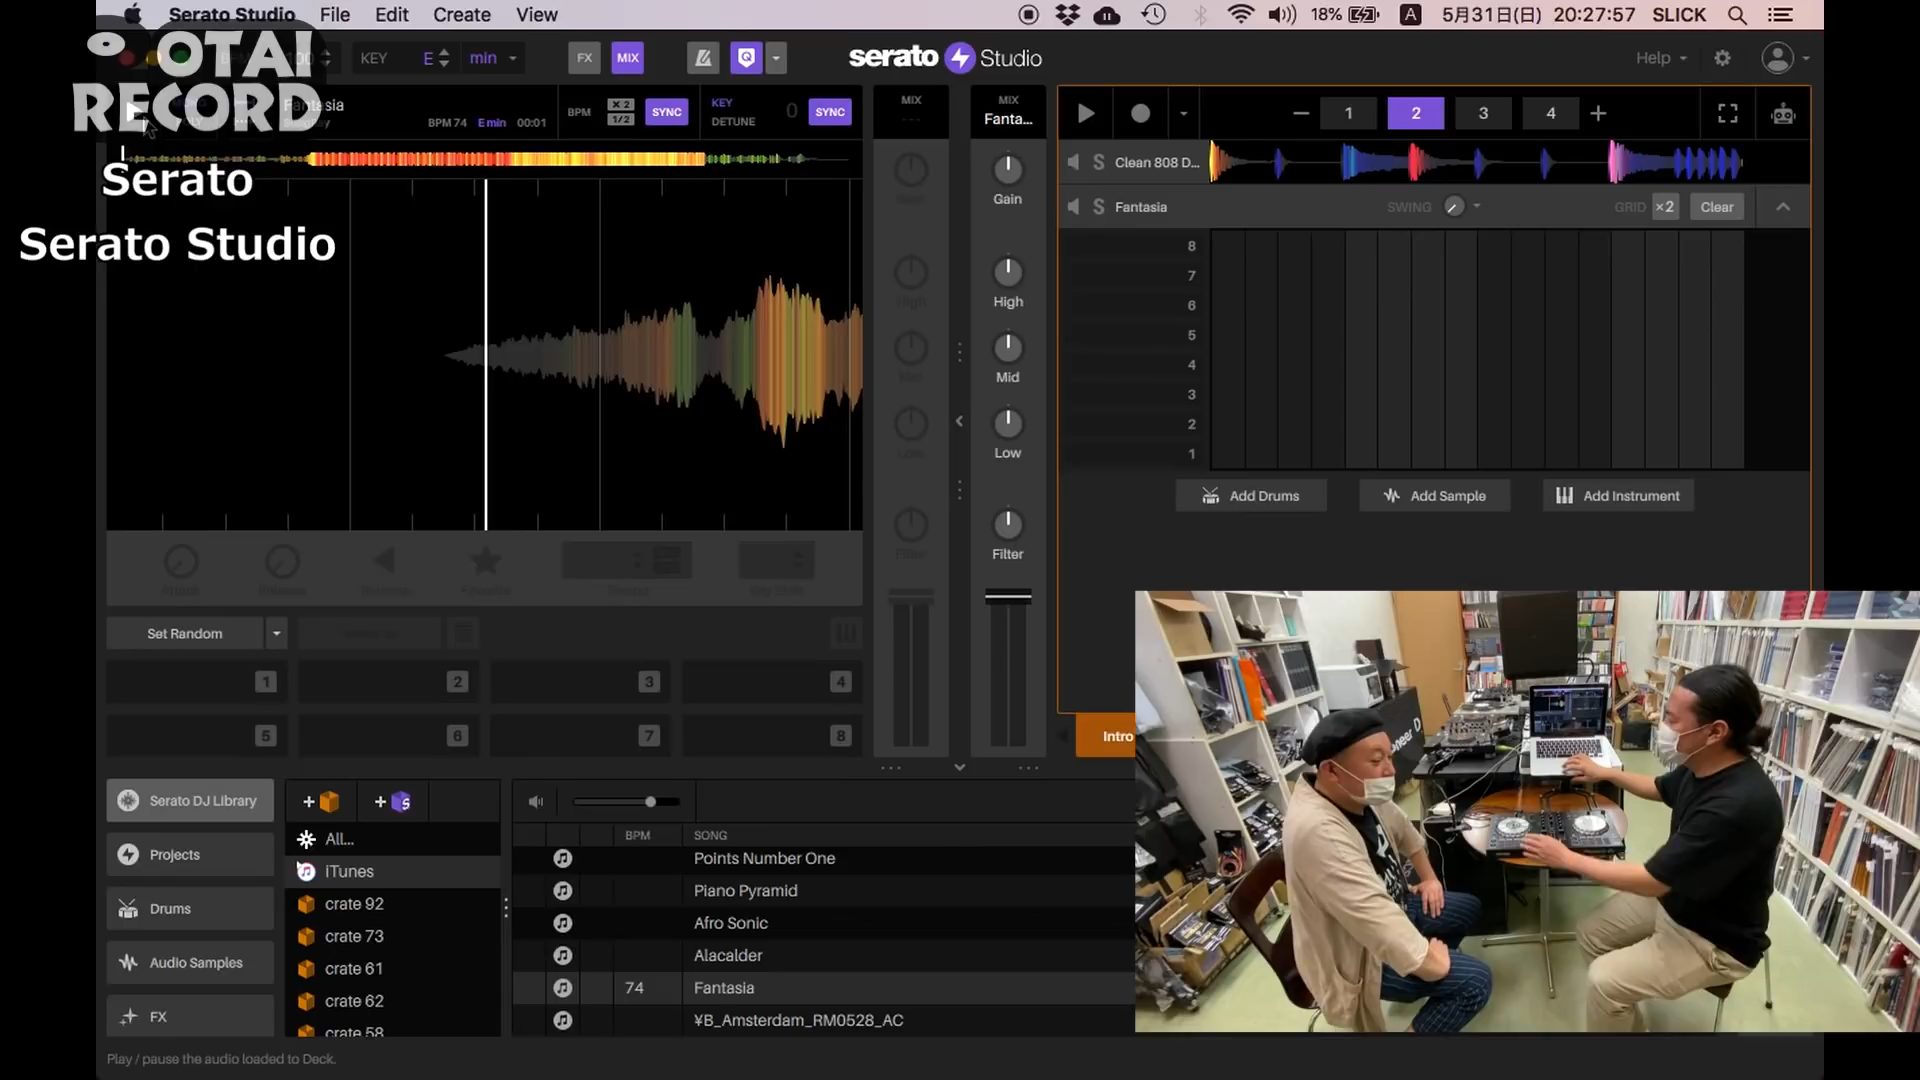 Serato Studio File Edit Create View 18% A 5月31日(日) 20:27:57 SLICK
OTAI
RECORD
Serato
Serato Studio
KEY E min FX MIX serato Studio Help
Fantasia
BPM 74 Emin 00:01
BPM x 2 1/2 SYNC
KEY
DETUNE 0 SYNC
MIX
MIX
Fanta...
1 2 3 4
Clean 808 D...
Fantasia SWING GRID ×2 Clear
Gain
High
Mid
Low
Filter
8
7
6
5
4
3
2
1
Add Drums Add Sample Add Instrument
Set Random
1 2 3 4
5 6 7 8
Intro
Serato DJ Library
Projects
Drums
Audio Samples
FX
All...
iTunes
crate 92
crate 73
crate 61
crate 62
crate 58
BPM SONG
Points Number One
Piano Pyramid
Afro Sonic
Alacalder
74 Fantasia
¥B_Amsterdam_RM0528_AC
Play / pause the audio loaded to Deck.